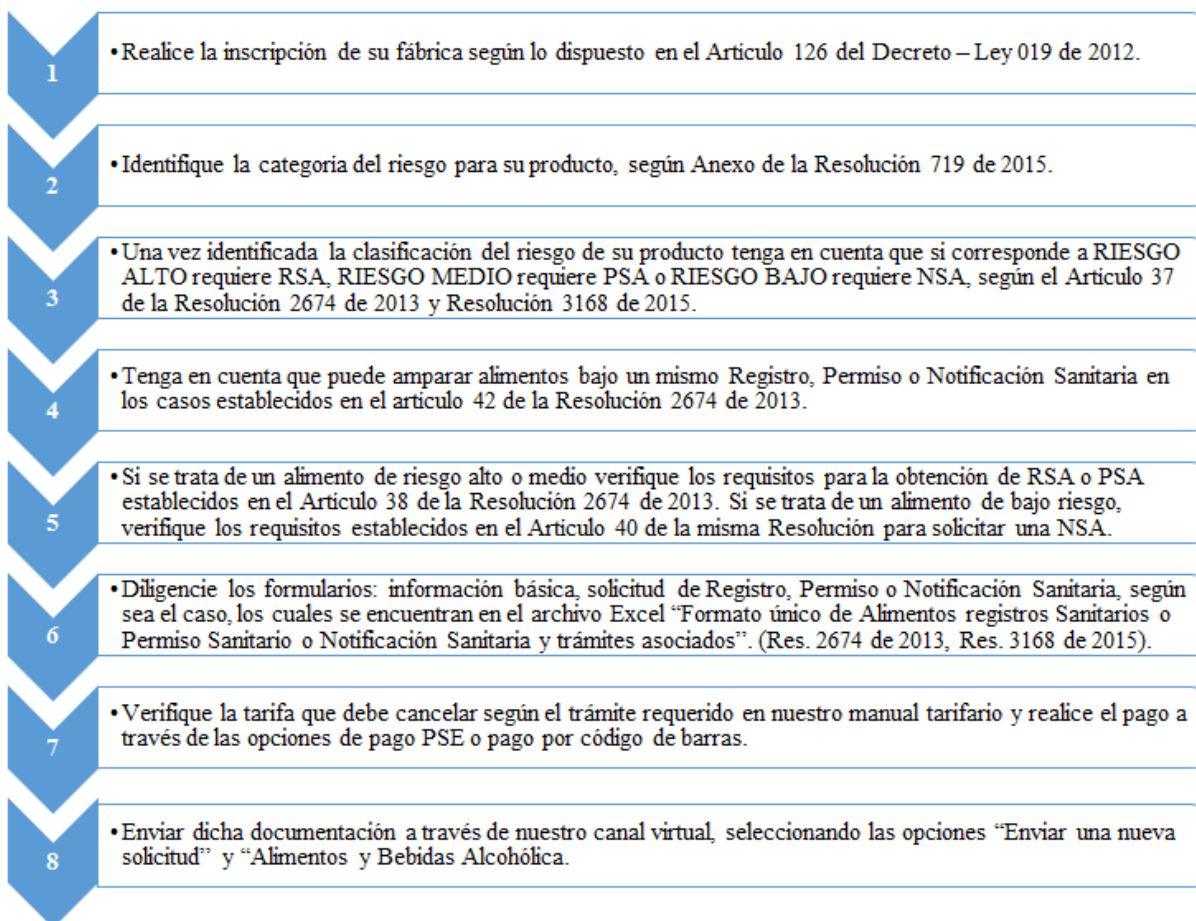 1
•Realice la inscripción de su fábrica según lo dispuesto en el Artículo 126 del Decreto – Ley 019 de 2012.
2
•Identifique la categoría del riesgo para su producto, según Anexo de la Resolución 719 de 2015.
3
•Una vez identificada la clasificación del riesgo de su producto tenga en cuenta que si corresponde a RIESGO
ALTO requiere RSA, RIESGO MEDIO requiere PSA o RIESGO BAJO requiere NSA, según el Artículo 37
de la Resolución 2674 de 2013 y Resolución 3168 de 2015.
4
•Tenga en cuenta que puede amparar alimentos bajo un mismo Registro, Permiso o Notificación Sanitaria en
los casos establecidos en el artículo 42 de la Resolución 2674 de 2013.
5
•Si se trata de un alimento de riesgo alto o medio verifique los requisitos para la obtención de RSA o PSA
establecidos en el Artículo 38 de la Resolución 2674 de 2013. Si se trata de un alimento de bajo riesgo,
verifique los requisitos establecidos en el Artículo 40 de la misma Resolución para solicitar una NSA.
6
•Diligencie los formularios: información básica, solicitud de Registro, Permiso o Notificación Sanitaria, según
sea el caso, los cuales se encuentran en el archivo Excel “Formato único de Alimentos registros Sanitarios o
Permiso Sanitario o Notificación Sanitaria y trámites asociados”. (Res. 2674 de 2013, Res. 3168 de 2015).
7
•Verifique la tarifa que debe cancelar según el trámite requerido en nuestro manual tarifario y realice el pago a
través de las opciones de pago PSE o pago por código de barras.
8
•Enviar dicha documentación a través de nuestro canal virtual, seleccionando las opciones “Enviar una nueva
solicitud” y “Alimentos y Bebidas Alcohólica.